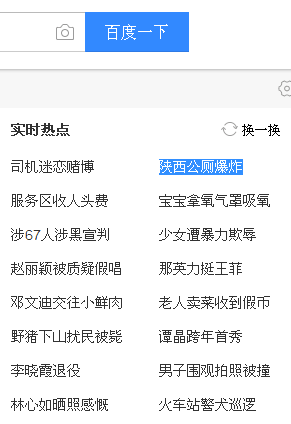 百度一下
实时热点 换一换
司机迷恋赌博 陕西公厕爆炸
服务区收人头费 宝宝拿氧气罩吸氧
涉67人涉黑宣判 少女遭暴力欺辱
赵丽颖被质疑假唱 那英力挺王菲
邓文迪交往小鲜肉 老人卖菜收到假币
野猪下山扰民被毙 谭晶跨年首秀
李晓霞退役 男子围观拍照被撞
林心如晒照感慨 火车站警犬巡逻